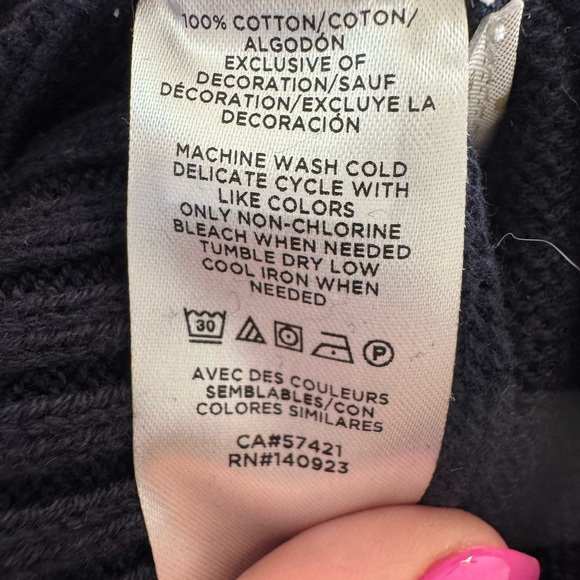 100% COTTON/COTON/
ALGODÓN
EXCLUSIVE OF
DECORATION/SAUF
DÉCORATION/EXCLUYE LA
DECORACIÓN
MACHINE WASH COLD
DELICATE CYCLE WITH
LIKE COLORS
ONLY NON-CHLORINE
BLEACH WHEN NEEDED
TUMBLE DRY LOW
COOL IRON WHEN
NEEDED
30 P
AVEC DES COULEURS
SEMBLABLES/CON
COLORES SIMILARES
CA#57421
RN#140923